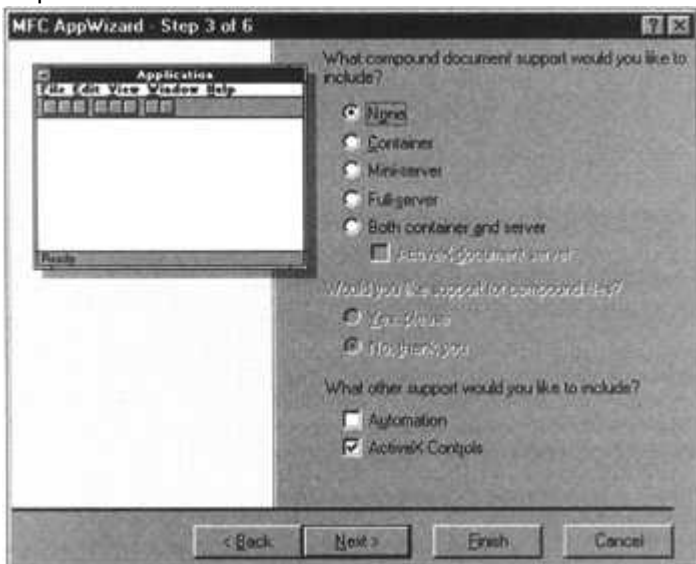 MFC AppWizard - Step 3 of 6
What compound document support would you like to
include?
Application
File Edit View Window Help
None
Container
Mini-server
Full-server
Both container and server
Ready
ActiveX document server
Would you like support for compound files?
Yes, please
No, thank you
What other support would you like to include?
Automation
ActiveX Controls
< Back
Next >
Finish
Cancel